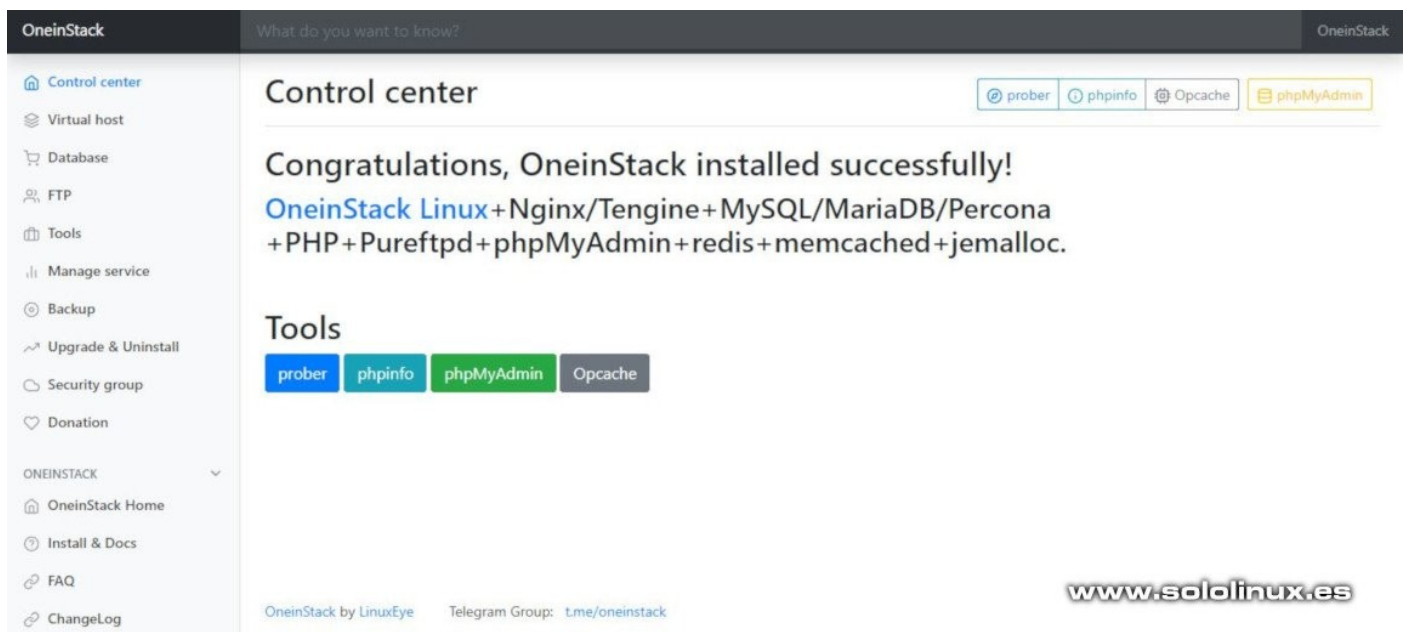 OneinStack
What do you want to know?
OneinStack
Control center
Virtual host
Database
FTP
Tools
Manage service
Backup
Upgrade & Uninstall
Security group
Donation
ONEINSTACK
OneinStack Home
Install & Docs
FAQ
ChangeLog
Control center
prober
phpinfo
Opcache
phpMyAdmin
Congratulations, OneinStack installed successfully!
OneinStack Linux+Nginx/Tengine+MySQL/MariaDB/Percona
+PHP+Pureftpd+phpMyAdmin+redis+memcached+jemalloc.
Tools
prober
phpinfo
phpMyAdmin
Opcache
OneinStack by LinuxEye
Telegram Group: t.me/oneinstack
www.sololinux.es